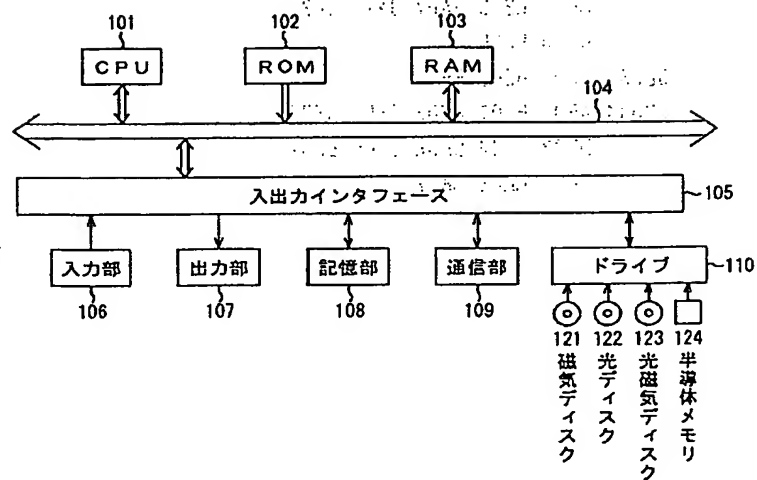 101
102
103
CPU
ROM
RAM
104
入出力インタフェース
105
入力部
出力部
記憶部
通信部
ドライブ
110
106
107
108
109
121
122
123
124
磁気ディスク
光ディスク
光磁気ディスク
半導体メモリ